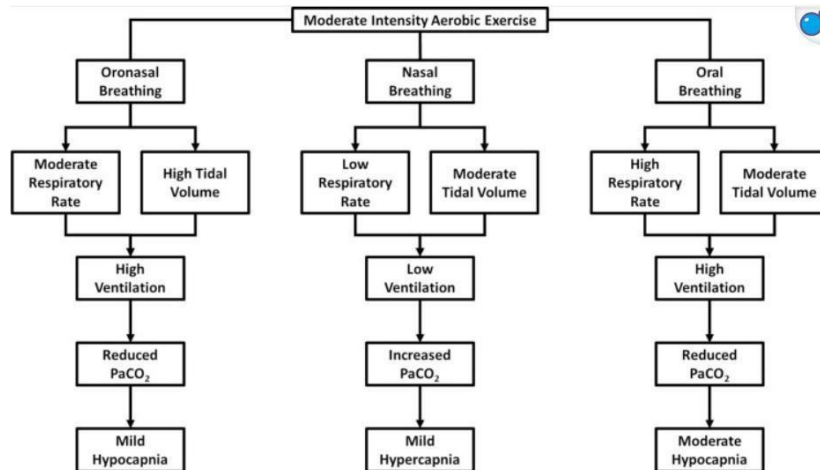 Moderate Intensity Aerobic Exercise
Oronasal
Breathing
Nasal
Breathing
Oral
Breathing
Moderate
Respiratory
Rate
High Tidal
Volume
Low
Respiratory
Rate
Moderate
Tidal Volume
High
Respiratory
Rate
Moderate
Tidal Volume
High
Ventilation
Low
Ventilation
High
Ventilation
Reduced
PaCO₂
Increased
PaCO₂
Reduced
PaCO₂
Mild
Hypocapnia
Mild
Hypercapnia
Moderate
Hypocapnia